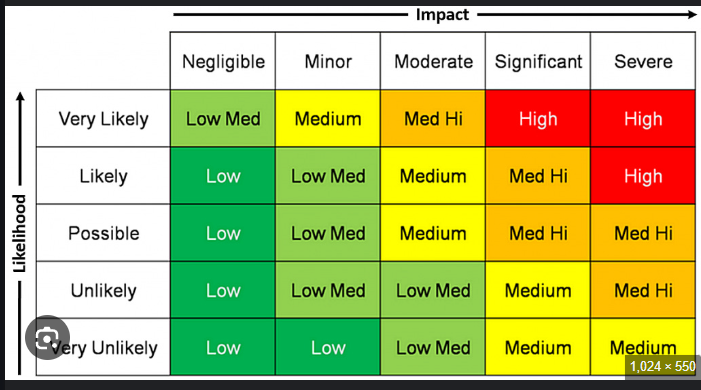 Impact
Negligible Minor Moderate Significant Severe
Very Likely Low Med Medium Med Hi High High
Likely Low Low Med Medium Med Hi High
Possible Low Low Med Medium Med Hi Med Hi
Unlikely Low Low Med Low Med Medium Med Hi
Very Unlikely Low Low Low Med Medium Medium
Likelihood
1,024 × 550